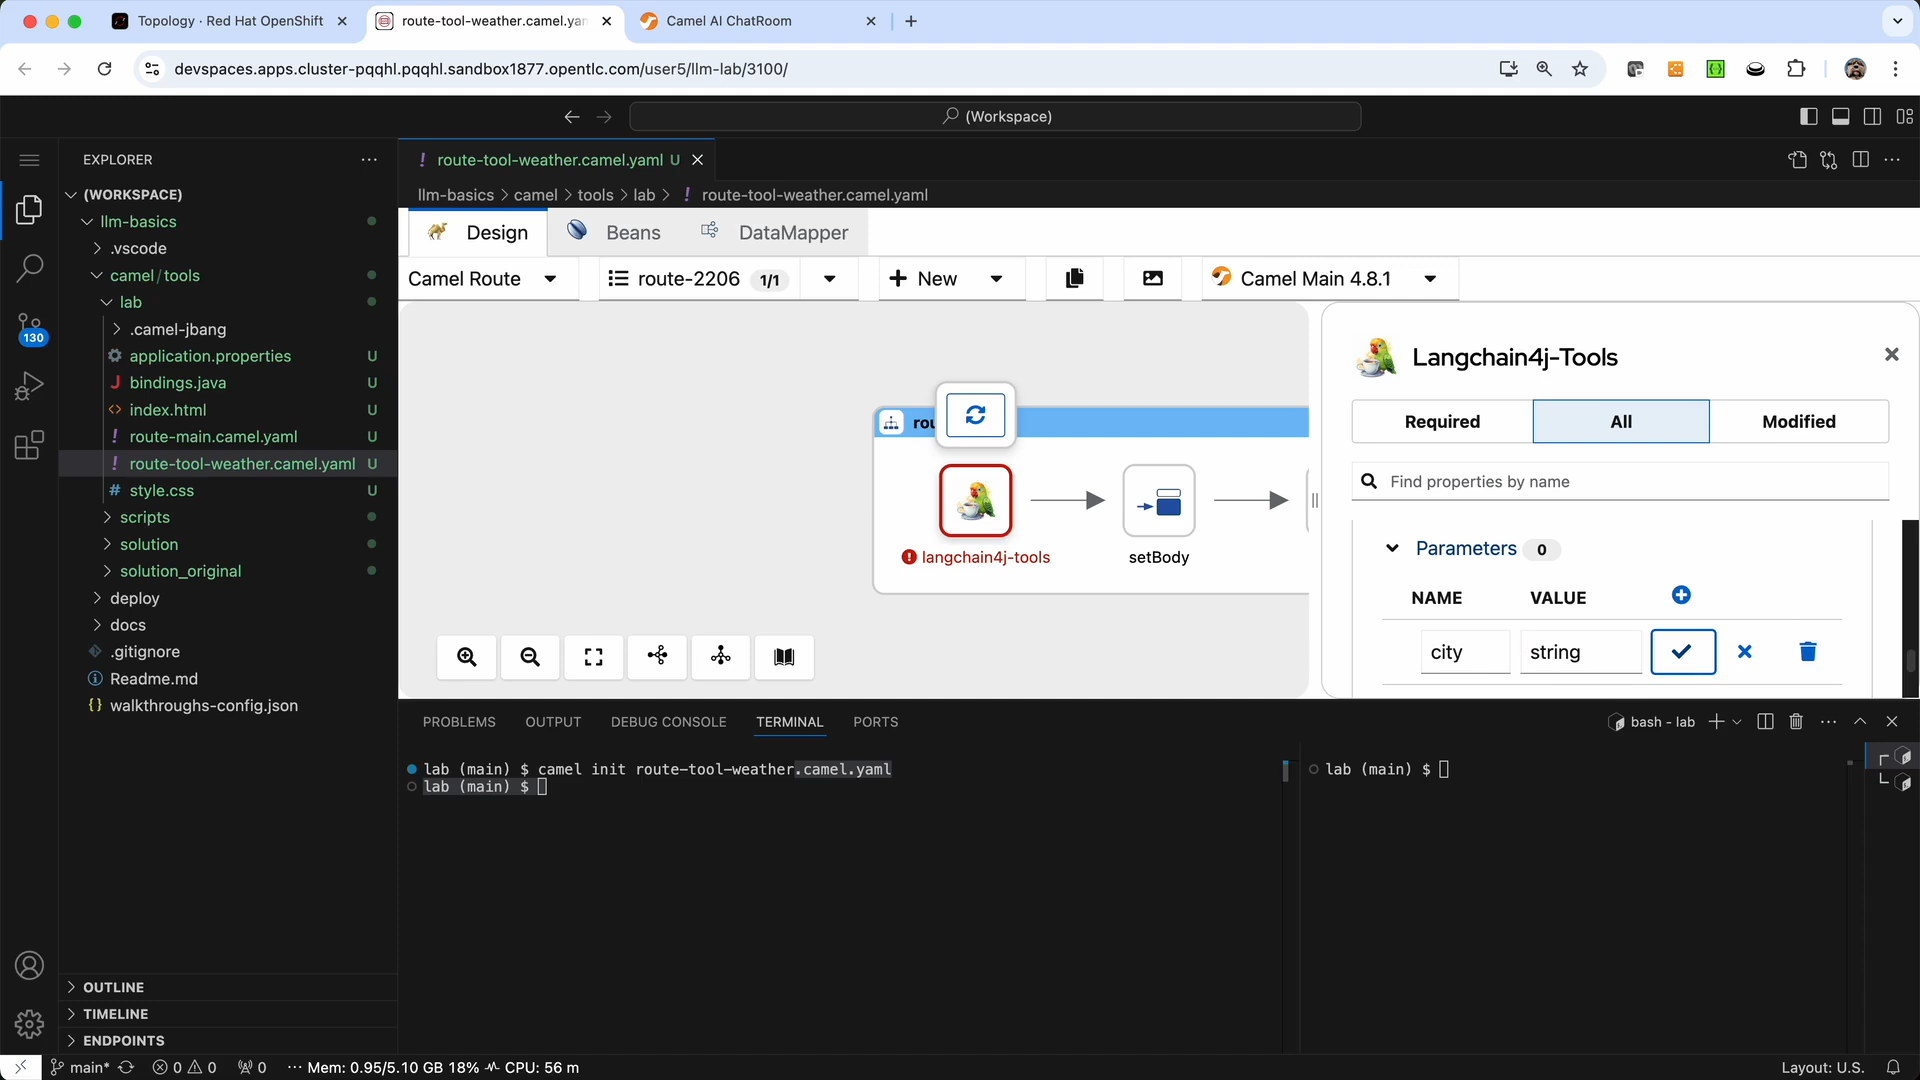 Topology · Red Hat OpenShift
route-tool-weather.camel.yam
Camel AI ChatRoom
devspaces.apps.cluster-pqqhl.pqqhl.sandbox1877.opentlc.com/user5/llm-lab/3100/
(Workspace)
EXPLORER
(WORKSPACE)
llm-basics
.vscode
camel/tools
lab
.camel-jbang
application.properties U
bindings.java U
index.html U
route-main.camel.yaml U
route-tool-weather.camel.yaml U
style.css U
scripts
solution
solution_original
deploy
docs
.gitignore
Readme.md
walkthroughs-config.json
OUTLINE
TIMELINE
ENDPOINTS
130
route-tool-weather.camel.yaml U
llm-basics > camel > tools > lab > ! route-tool-weather.camel.yaml
Design
Beans
DataMapper
Camel Route
route-2206 1/1
New
Camel Main 4.8.1
rou
langchain4j-tools
setBody
Langchain4j-Tools
Required
All
Modified
Find properties by name
Parameters 0
NAME VALUE
city string
PROBLEMS OUTPUT DEBUG CONSOLE TERMINAL PORTS
bash - lab
lab (main) $ camel init route-tool-weather.camel.yaml
lab (main) $
lab (main) $
main* 0 0 0 Mem: 0.95/5.10 GB 18% CPU: 56 m
Layout: U.S.